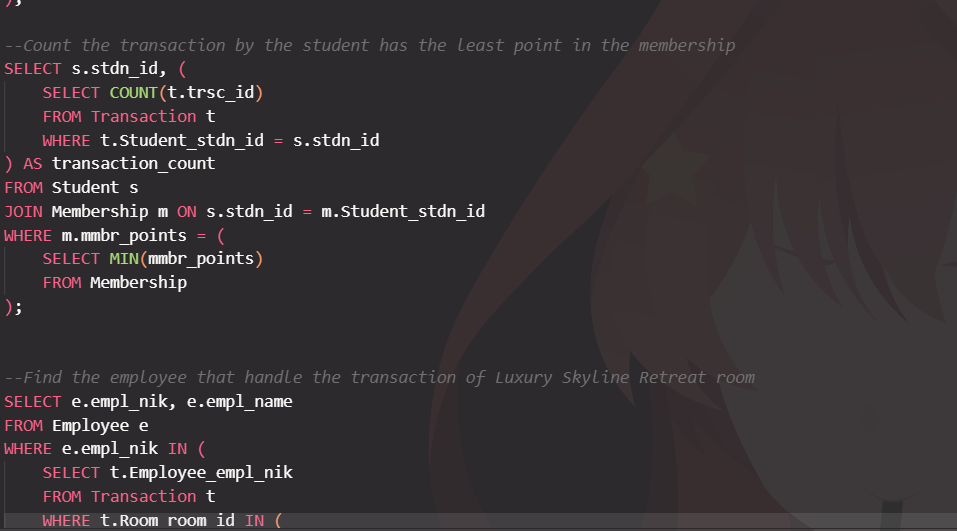 );
--Count the transaction by the student has the least point in the membership
SELECT s.stdn_id, (
    SELECT COUNT(t.trsc_id)
    FROM Transaction t
    WHERE t.Student_stdn_id = s.stdn_id
) AS transaction_count
FROM Student s
JOIN Membership m ON s.stdn_id = m.Student_stdn_id
WHERE m.mmbr_points = (
    SELECT MIN(mmbr_points)
    FROM Membership
);
--Find the employee that handle the transaction of Luxury Skyline Retreat room
SELECT e.empl_nik, e.empl_name
FROM Employee e
WHERE e.empl_nik IN (
    SELECT t.Employee_empl_nik
    FROM Transaction t
    WHERE t.Room_room_id IN (